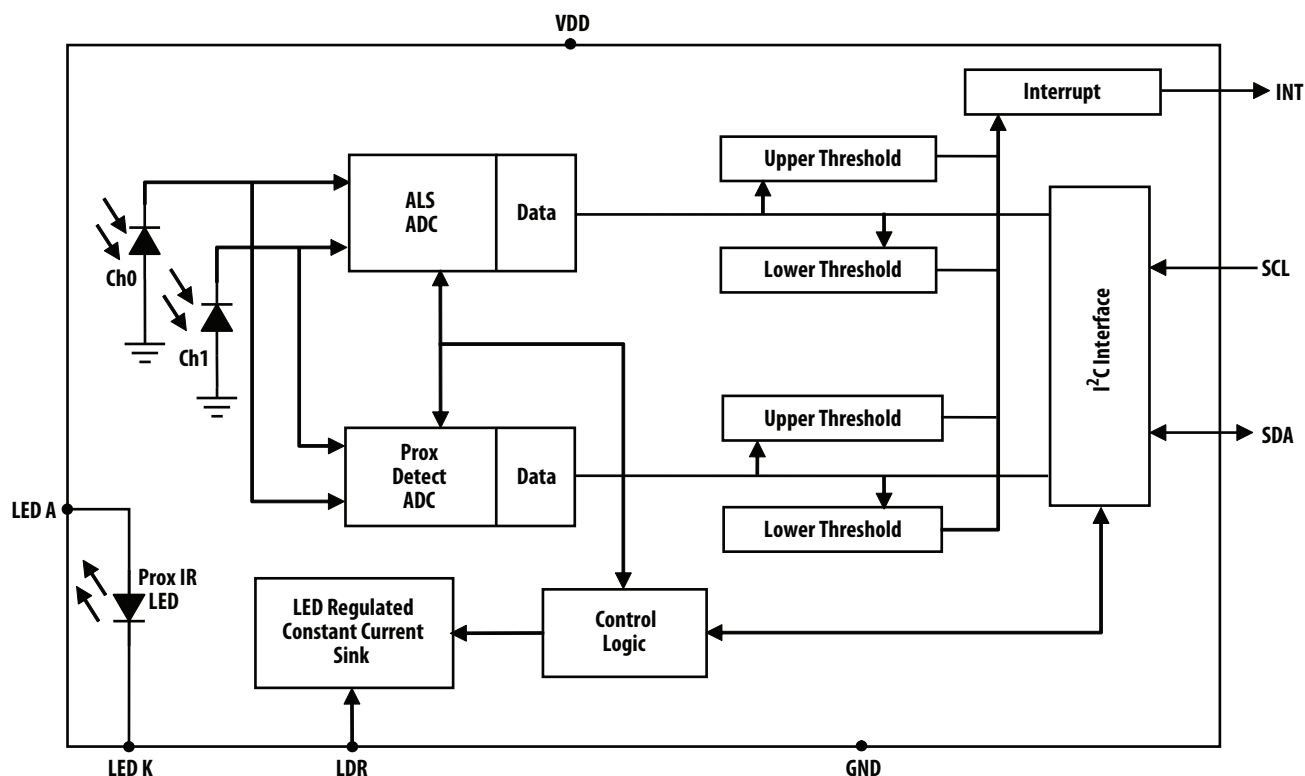 VDD
Interrupt
INT
Upper Threshold
ALS
ADC
Data
Ch0
Lower Threshold
SCL
Ch1
I²C Interface
Upper Threshold
SDA
Prox
Detect
ADC
Data
LED A
Lower Threshold
Prox IR
LED
LED Regulated
Constant Current
Sink
Control
Logic
LED K
LDR
GND